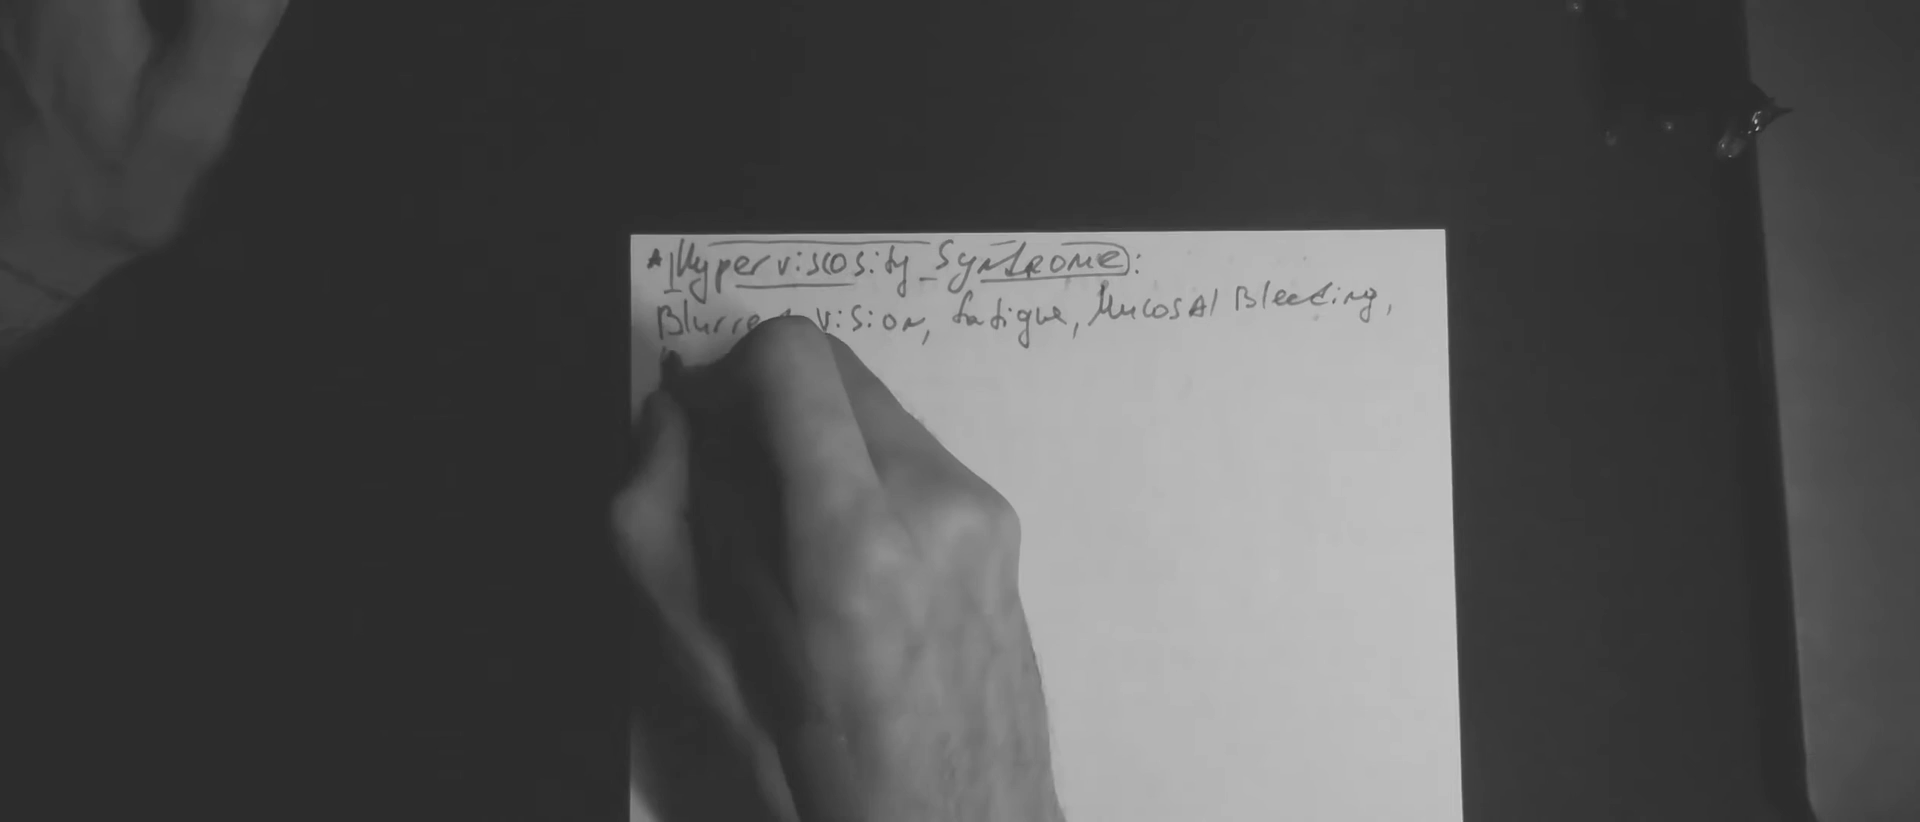 * Hyperviscosity Syndrome:
Blurred vision, fatigue, Mucosal Bleeding,